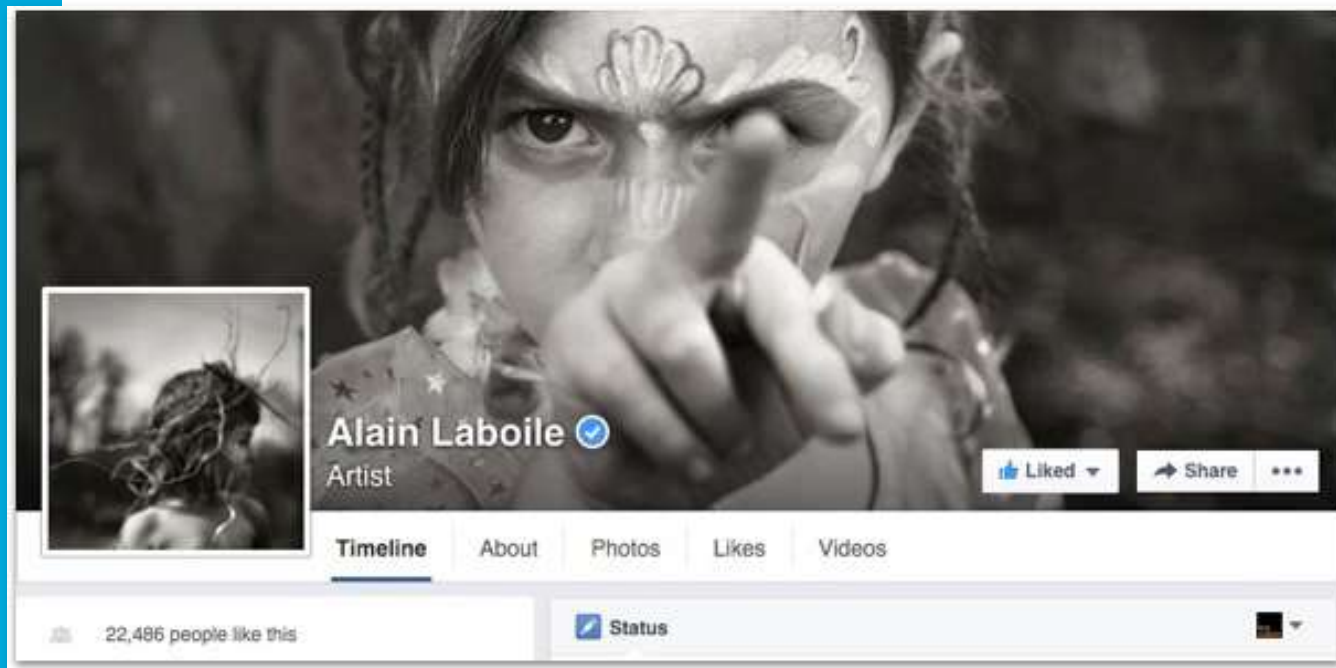 Alain Laboile
Artist
Liked
Share
Timeline About Photos Likes Videos
22,486 people like this
Status